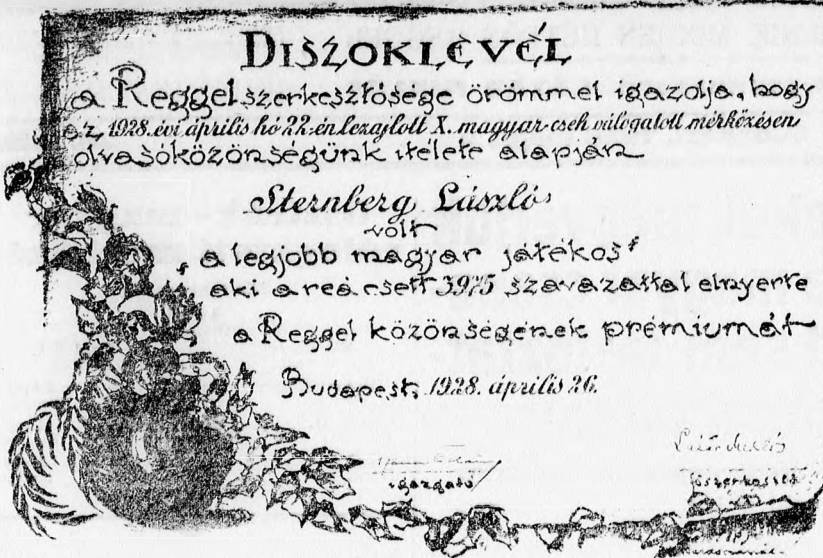 DISZOKLEVÉL
a Reggel szerkesztősége örömmel igazolja, hogy
az 1928. évi április hó 22.-én lezajlott X. magyar-cseh válogatott mérkőzésen
olvasóközönségünk itélete alapján
Sternberg László
volt
a legjobb magyar játékos
aki a reá esett 3975 szavazattal elnyerte
a Reggel közönségének prémiumát
Budapest, 1928. április 26.
igazgató
főszerkesztő